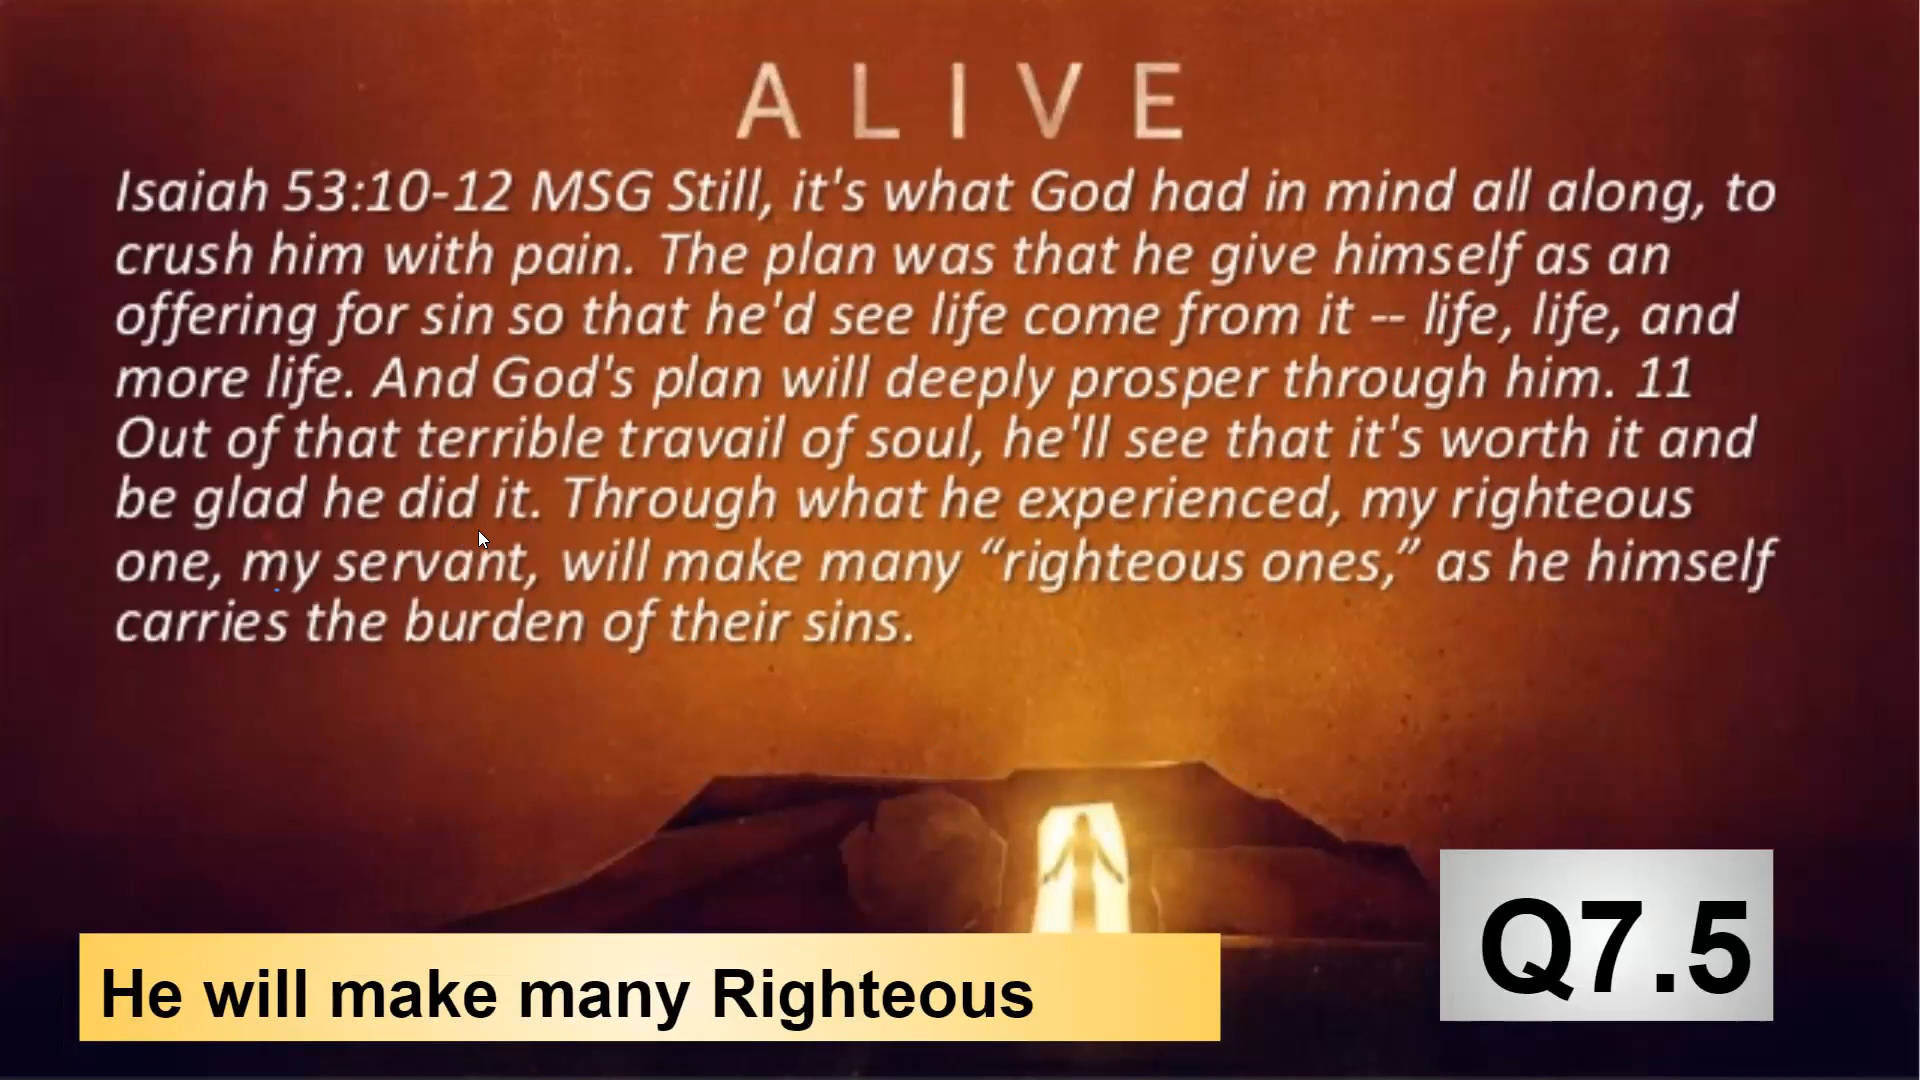 ALIVE
Isaiah 53:10-12 MSG Still, it's what God had in mind all along, to
crush him with pain. The plan was that he give himself as an
offering for sin so that he'd see life come from it -- life, life, and
more life. And God's plan will deeply prosper through him. 11
Out of that terrible travail of soul, he'll see that it's worth it and
be glad he did it. Through what he experienced, my righteous
one, my servant, will make many “righteous ones,” as he himself
carries the burden of their sins.
He will make many Righteous
Q7.5